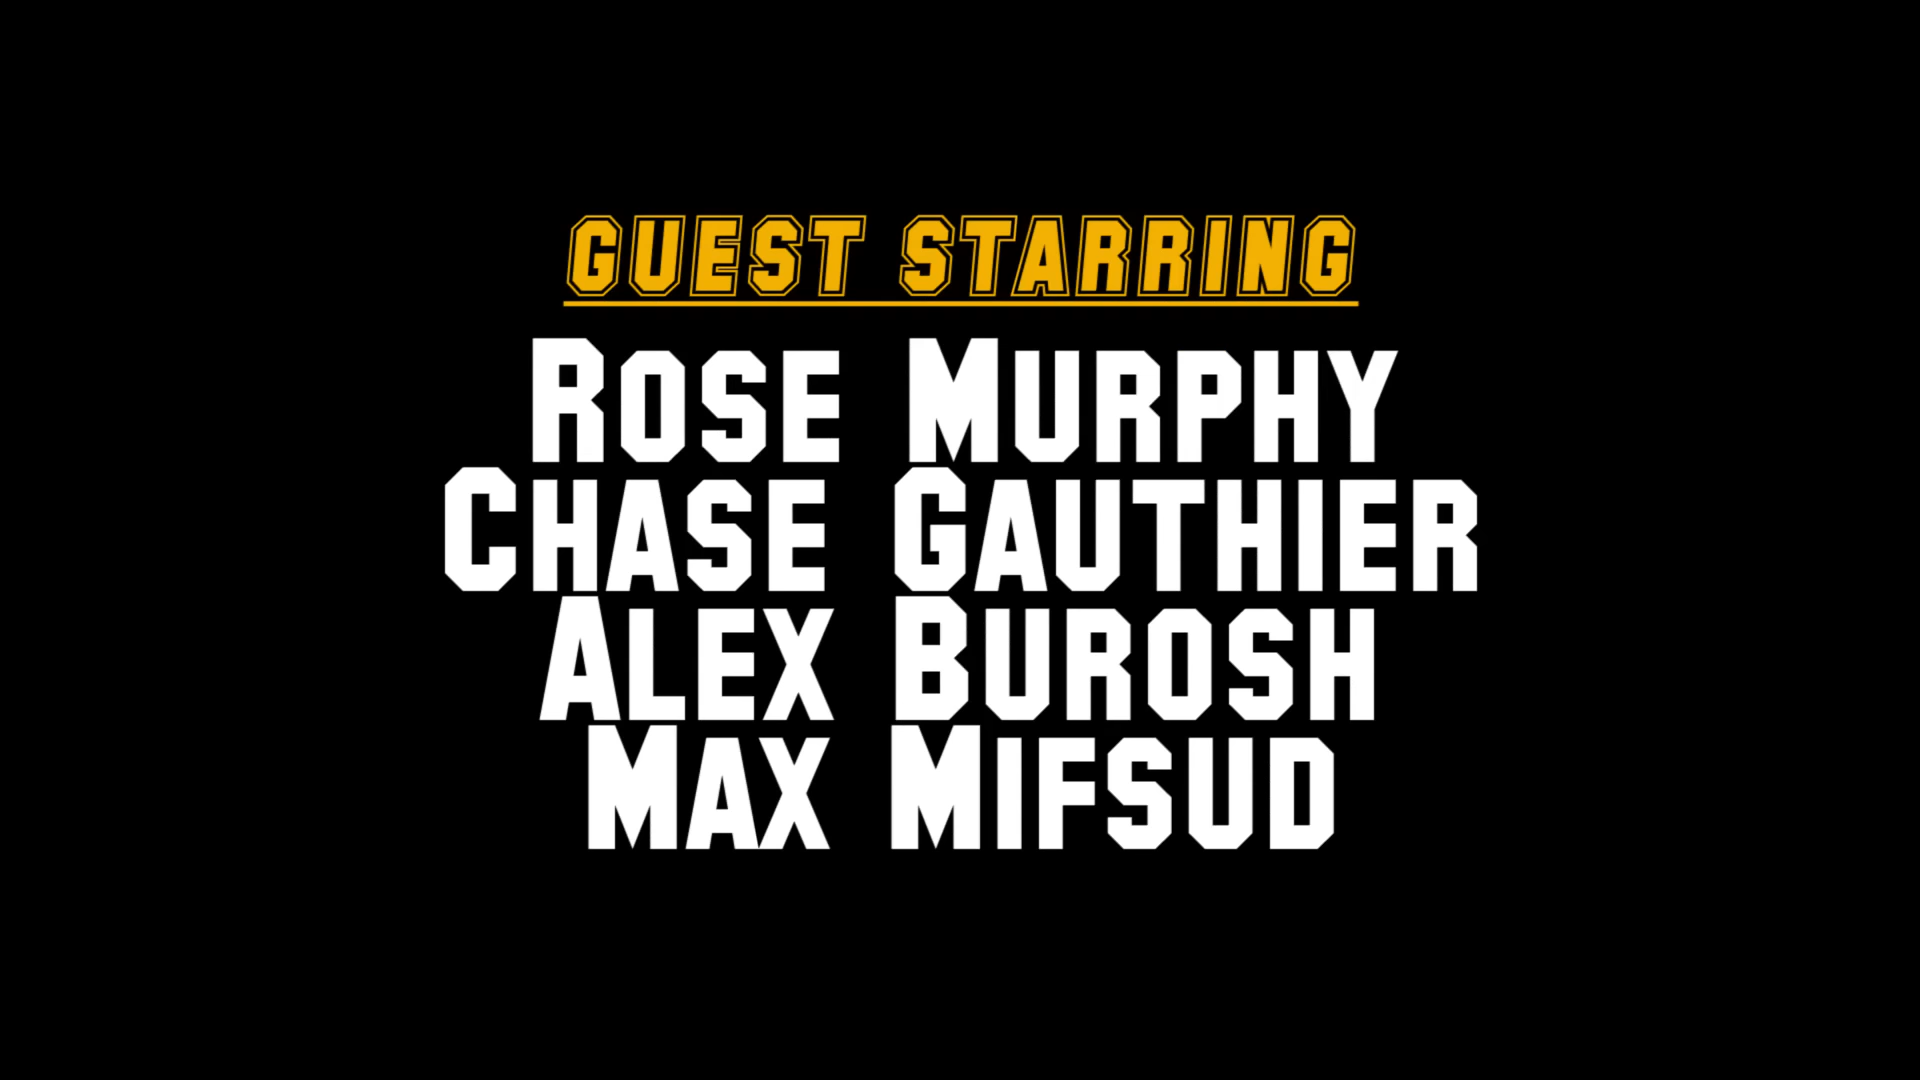 GUEST STARRING
ROSE MURPHY
CHASE GAUTHIER
ALEX BUROSH
MAX MIFSUD